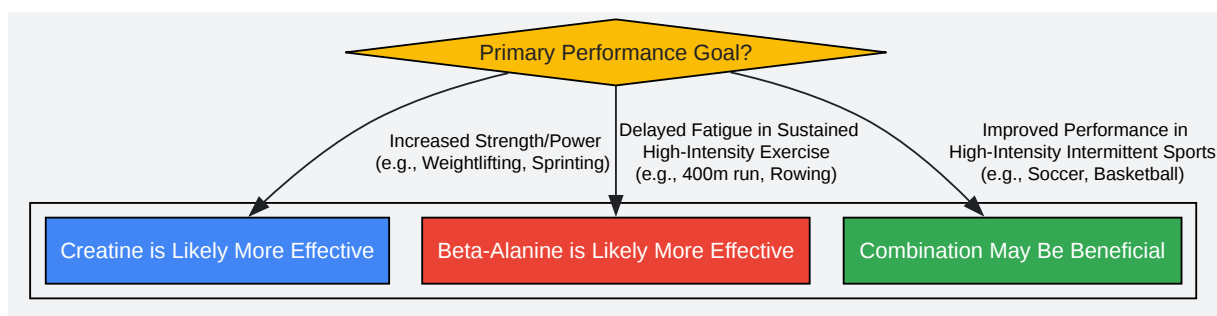 Primary Performance Goal?
Increased Strength/Power
(e.g., Weightlifting, Sprinting)
Delayed Fatigue in Sustained
High-Intensity Exercise
(e.g., 400m run, Rowing)
Improved Performance in
High-Intensity Intermittent Sports
(e.g., Soccer, Basketball)
Creatine is Likely More Effective
Beta-Alanine is Likely More Effective
Combination May Be Beneficial